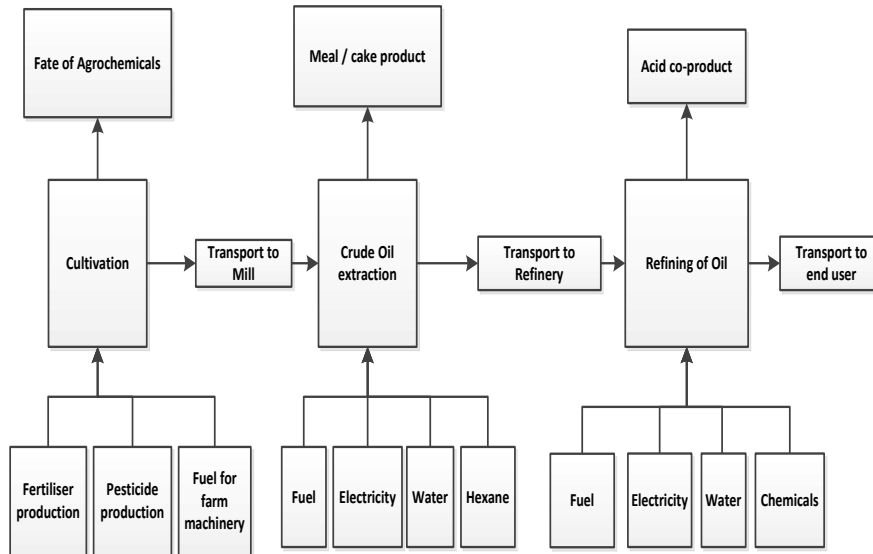 Fate of Agrochemicals
Meal / cake product
Acid co-product
Cultivation
Transport to
Mill
Crude Oil
extraction
Transport to
Refinery
Refining of Oil
Transport to
end user
Fertiliser
production
Pesticide
production
Fuel for
farm
machinery
Fuel
Electricity
Water
Hexane
Fuel
Electricity
Water
Chemicals